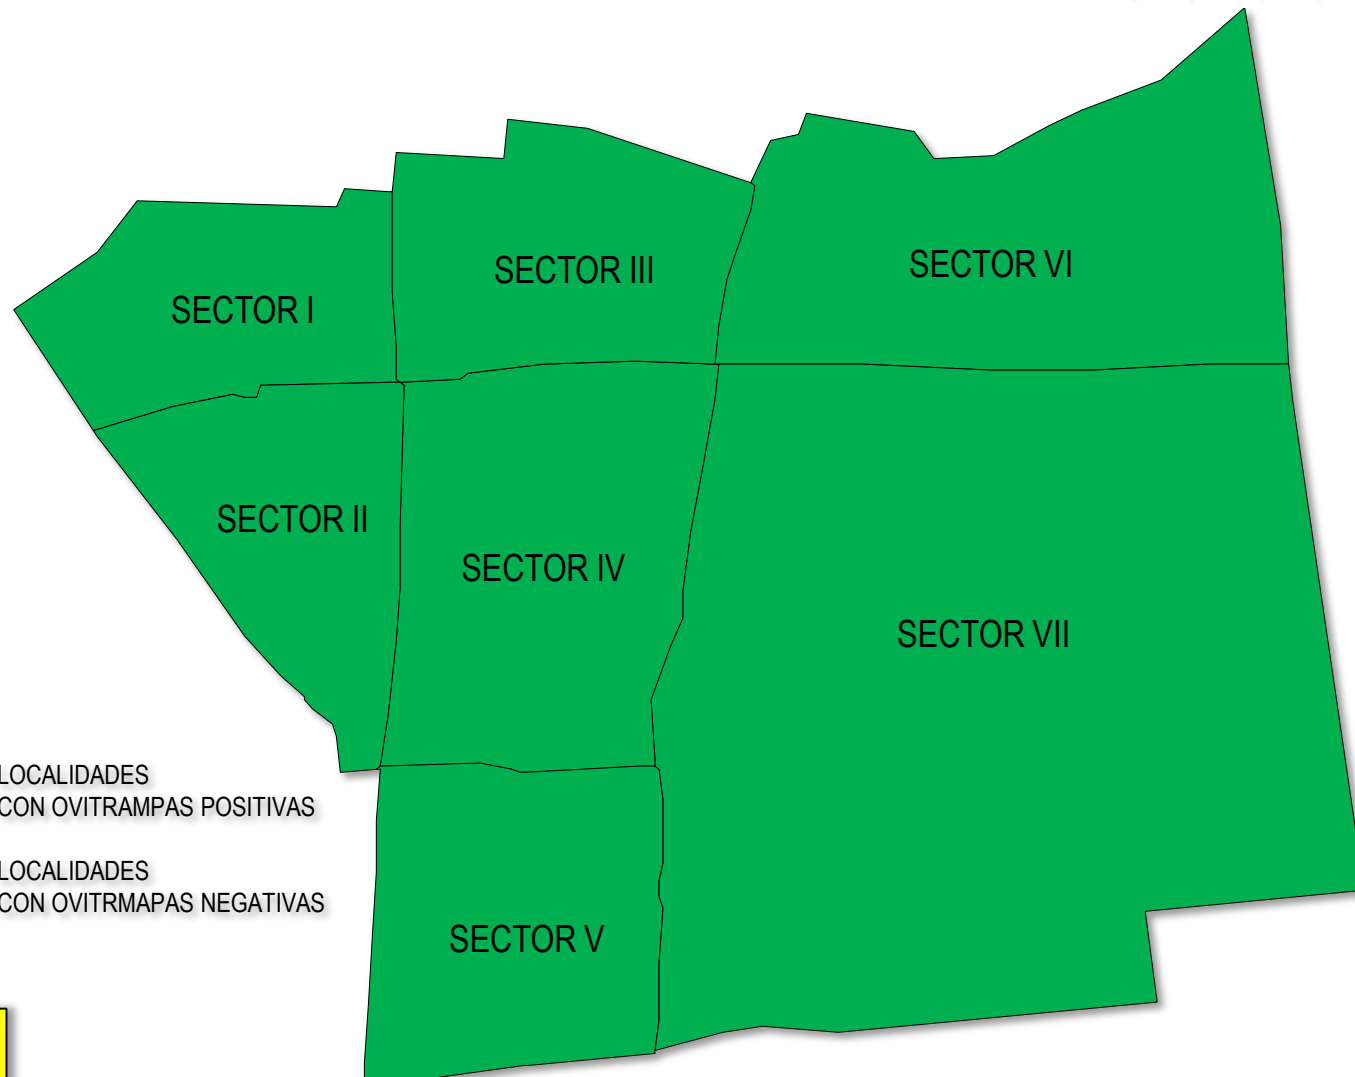 SECTOR VI
SECTOR III
SECTOR I
SECTOR II
SECTOR IV
SECTOR VII
LOCALIDADES
CON OVITRAMPAS POSITIVAS
LOCALIDADES
CON OVITRMAPAS NEGATIVAS
SECTOR V